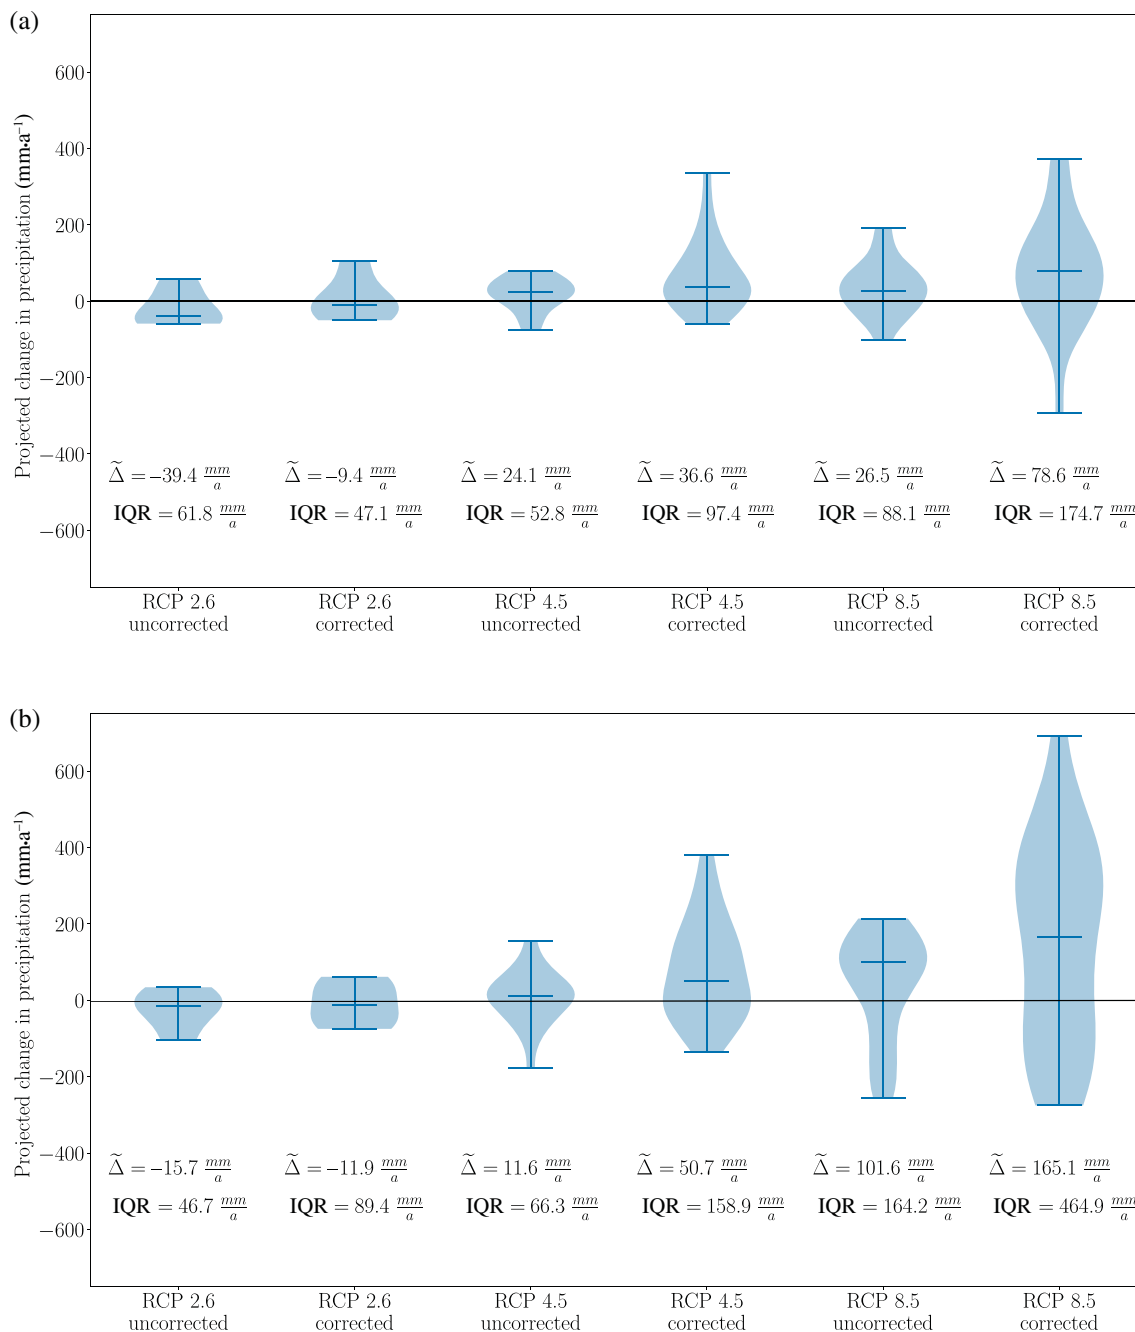 (a)
Projected change in precipitation (mm·a⁻¹)
600
400
200
0
−200
−400
−600
Δ̃ = –39.4 mm/a
Δ̃ = –9.4 mm/a
Δ̃ = 24.1 mm/a
Δ̃ = 36.6 mm/a
Δ̃ = 26.5 mm/a
Δ̃ = 78.6 mm/a
IQR = 61.8 mm/a
IQR = 47.1 mm/a
IQR = 52.8 mm/a
IQR = 97.4 mm/a
IQR = 88.1 mm/a
IQR = 174.7 mm/a
RCP 2.6
uncorrected
RCP 2.6
corrected
RCP 4.5
uncorrected
RCP 4.5
corrected
RCP 8.5
uncorrected
RCP 8.5
corrected
(b)
Projected change in precipitation (mm·a⁻¹)
600
400
200
0
−200
−400
−600
Δ̃ = –15.7 mm/a
Δ̃ = –11.9 mm/a
Δ̃ = 11.6 mm/a
Δ̃ = 50.7 mm/a
Δ̃ = 101.6 mm/a
Δ̃ = 165.1 mm/a
IQR = 46.7 mm/a
IQR = 89.4 mm/a
IQR = 66.3 mm/a
IQR = 158.9 mm/a
IQR = 164.2 mm/a
IQR = 464.9 mm/a
RCP 2.6
uncorrected
RCP 2.6
corrected
RCP 4.5
uncorrected
RCP 4.5
corrected
RCP 8.5
uncorrected
RCP 8.5
corrected